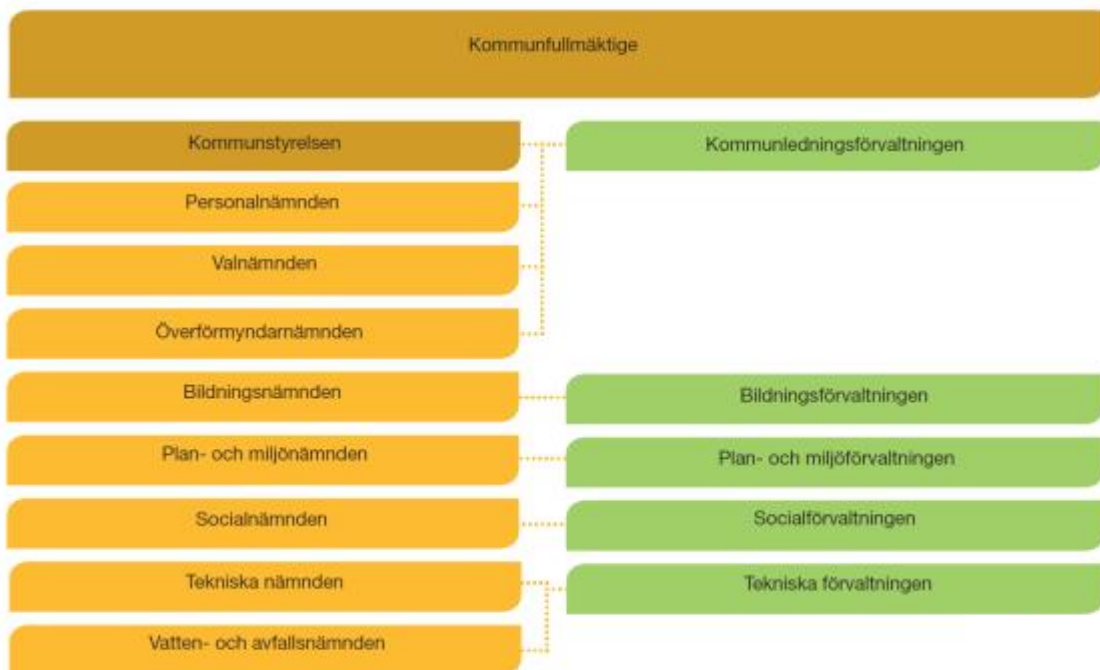 Kommunfullmäktige
Kommunstyrelsen
Kommunledningsförvaltningen
Personalnämnden
Valnämnden
Överförmyndarnämnden
Bildningsnämnden
Bildningsförvaltningen
Plan- och miljönämnden
Plan- och miljöförvaltningen
Socialnämnden
Socialförvaltningen
Tekniska nämnden
Tekniska förvaltningen
Vatten- och avfallsnämnden